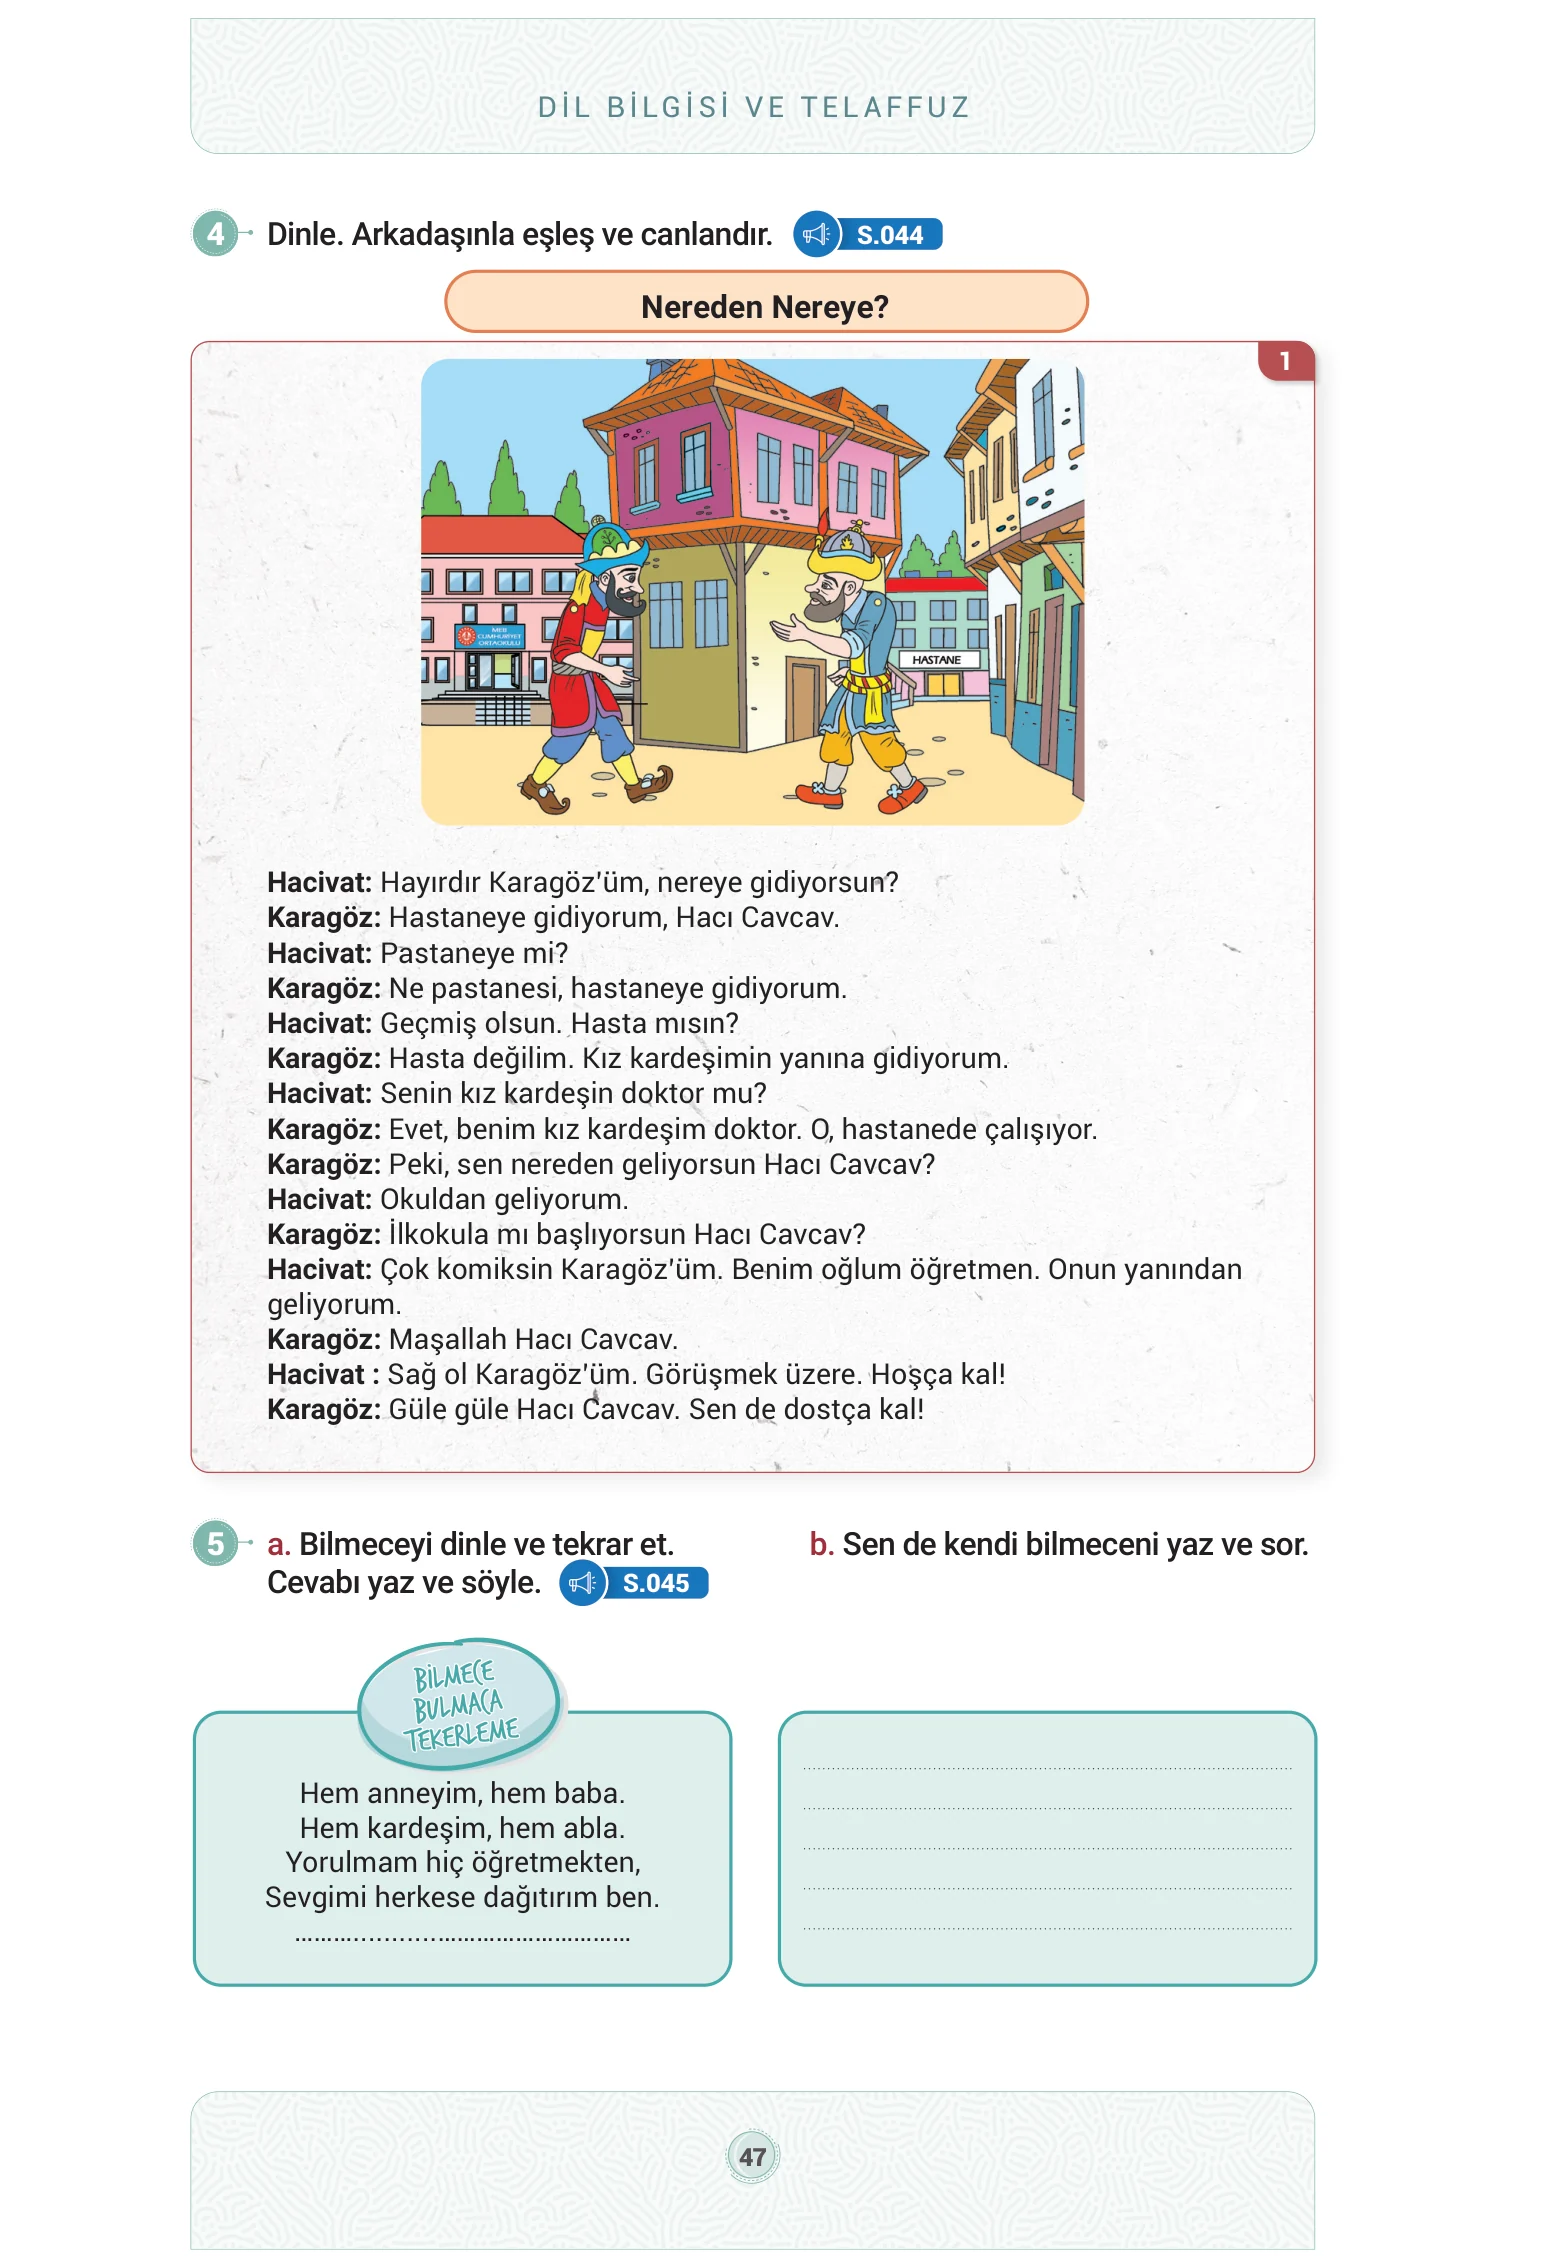 DİL BİLGİSİ VE TELAFFUZ
4 Dinle. Arkadaşınla eşleş ve canlandır. S.044
Nereden Nereye?
1
MEB
CUMHURİYET
ORTAOKULU
HASTANE
Hacivat: Hayırdır Karagöz'üm, nereye gidiyorsun?
Karagöz: Hastaneye gidiyorum, Hacı Cavcav.
Hacivat: Pastaneye mi?
Karagöz: Ne pastanesi, hastaneye gidiyorum.
Hacivat: Geçmiş olsun. Hasta mısın?
Karagöz: Hasta değilim. Kız kardeşimin yanına gidiyorum.
Hacivat: Senin kız kardeşin doktor mu?
Karagöz: Evet, benim kız kardeşim doktor. O, hastanede çalışıyor.
Karagöz: Peki, sen nereden geliyorsun Hacı Cavcav?
Hacivat: Okuldan geliyorum.
Karagöz: İlkokula mı başlıyorsun Hacı Cavcav?
Hacivat: Çok komiksin Karagöz'üm. Benim oğlum öğretmen. Onun yanından
geliyorum.
Karagöz: Maşallah Hacı Cavcav.
Hacivat : Sağ ol Karagöz'üm. Görüşmek üzere. Hoşça kal!
Karagöz: Güle güle Hacı Cavcav. Sen de dostça kal!
5 a. Bilmeceyi dinle ve tekrar et.
Cevabı yaz ve söyle. S.045
b. Sen de kendi bilmeceni yaz ve sor.
BİLMECE
BULMACA
TEKERLEME
Hem anneyim, hem baba.
Hem kardeşim, hem abla.
Yorulmam hiç öğretmekten,
Sevgimi herkese dağıtırım ben.
47